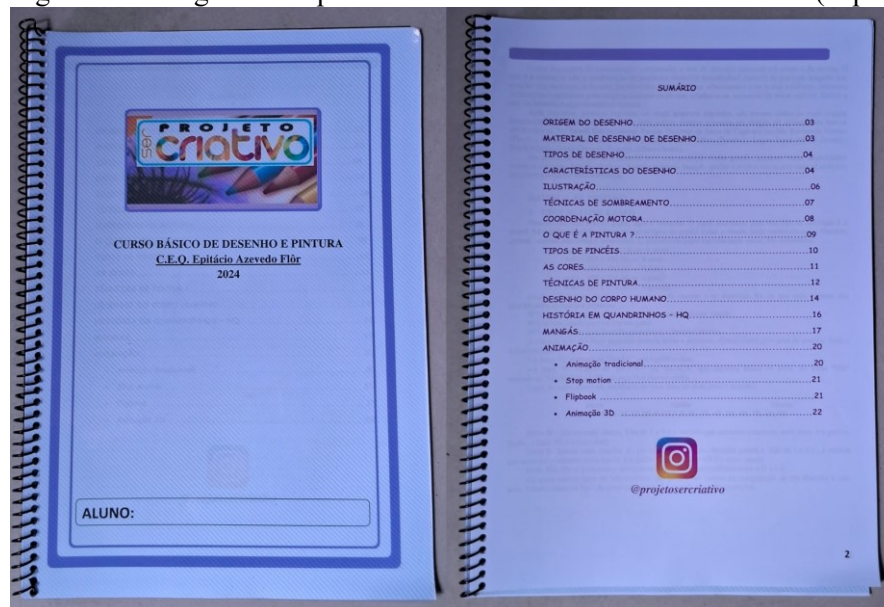 PROJETO
ser criativo
CURSO BÁSICO DE DESENHO E PINTURA
C.E.Q. Epitácio Azevedo Flôr
2024
ALUNO:
SUMÁRIO
ORIGEM DO DESENHO...03
MATERIAL DE DESENHO DE DESENHO...03
TIPOS DE DESENHO...04
CARACTERÍSTICAS DO DESENHO...04
ILUSTRAÇÃO...06
TÉCNICAS DE SOMBREAMENTO...07
COORDENAÇÃO MOTORA...08
O QUE É A PINTURA ?...09
TIPOS DE PINCÉIS...10
AS CORES...11
TÉCNICAS DE PINTURA...12
DESENHO DO CORPO HUMANO...14
HISTÓRIA EM QUANDRINHOS - HQ...16
MANGÁS...17
ANIMAÇÃO...20
• Animação tradicional...20
• Stop motion ...21
• Flipbook ...21
• Animação 3D ...22
@projetosercriativo
2